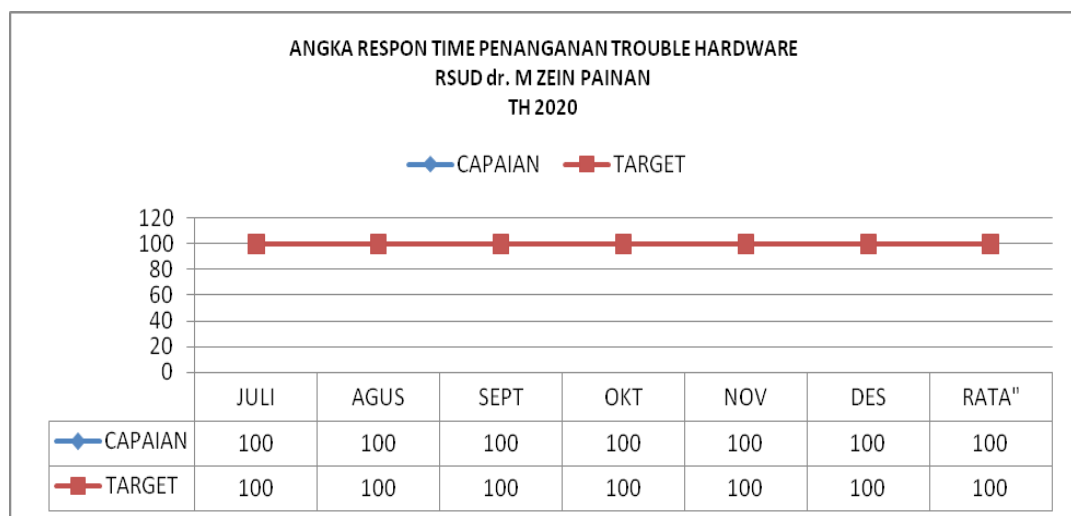 ANGKA RESPON TIME PENANGANAN TROUBLE HARDWARE
RSUD dr. M ZEIN PAINAN
TH 2020
CAPAIAN TARGET
120
100
80
60
40
20
0
JULI AGUS SEPT OKT NOV DES RATA"
CAPAIAN 100 100 100 100 100 100 100
TARGET 100 100 100 100 100 100 100